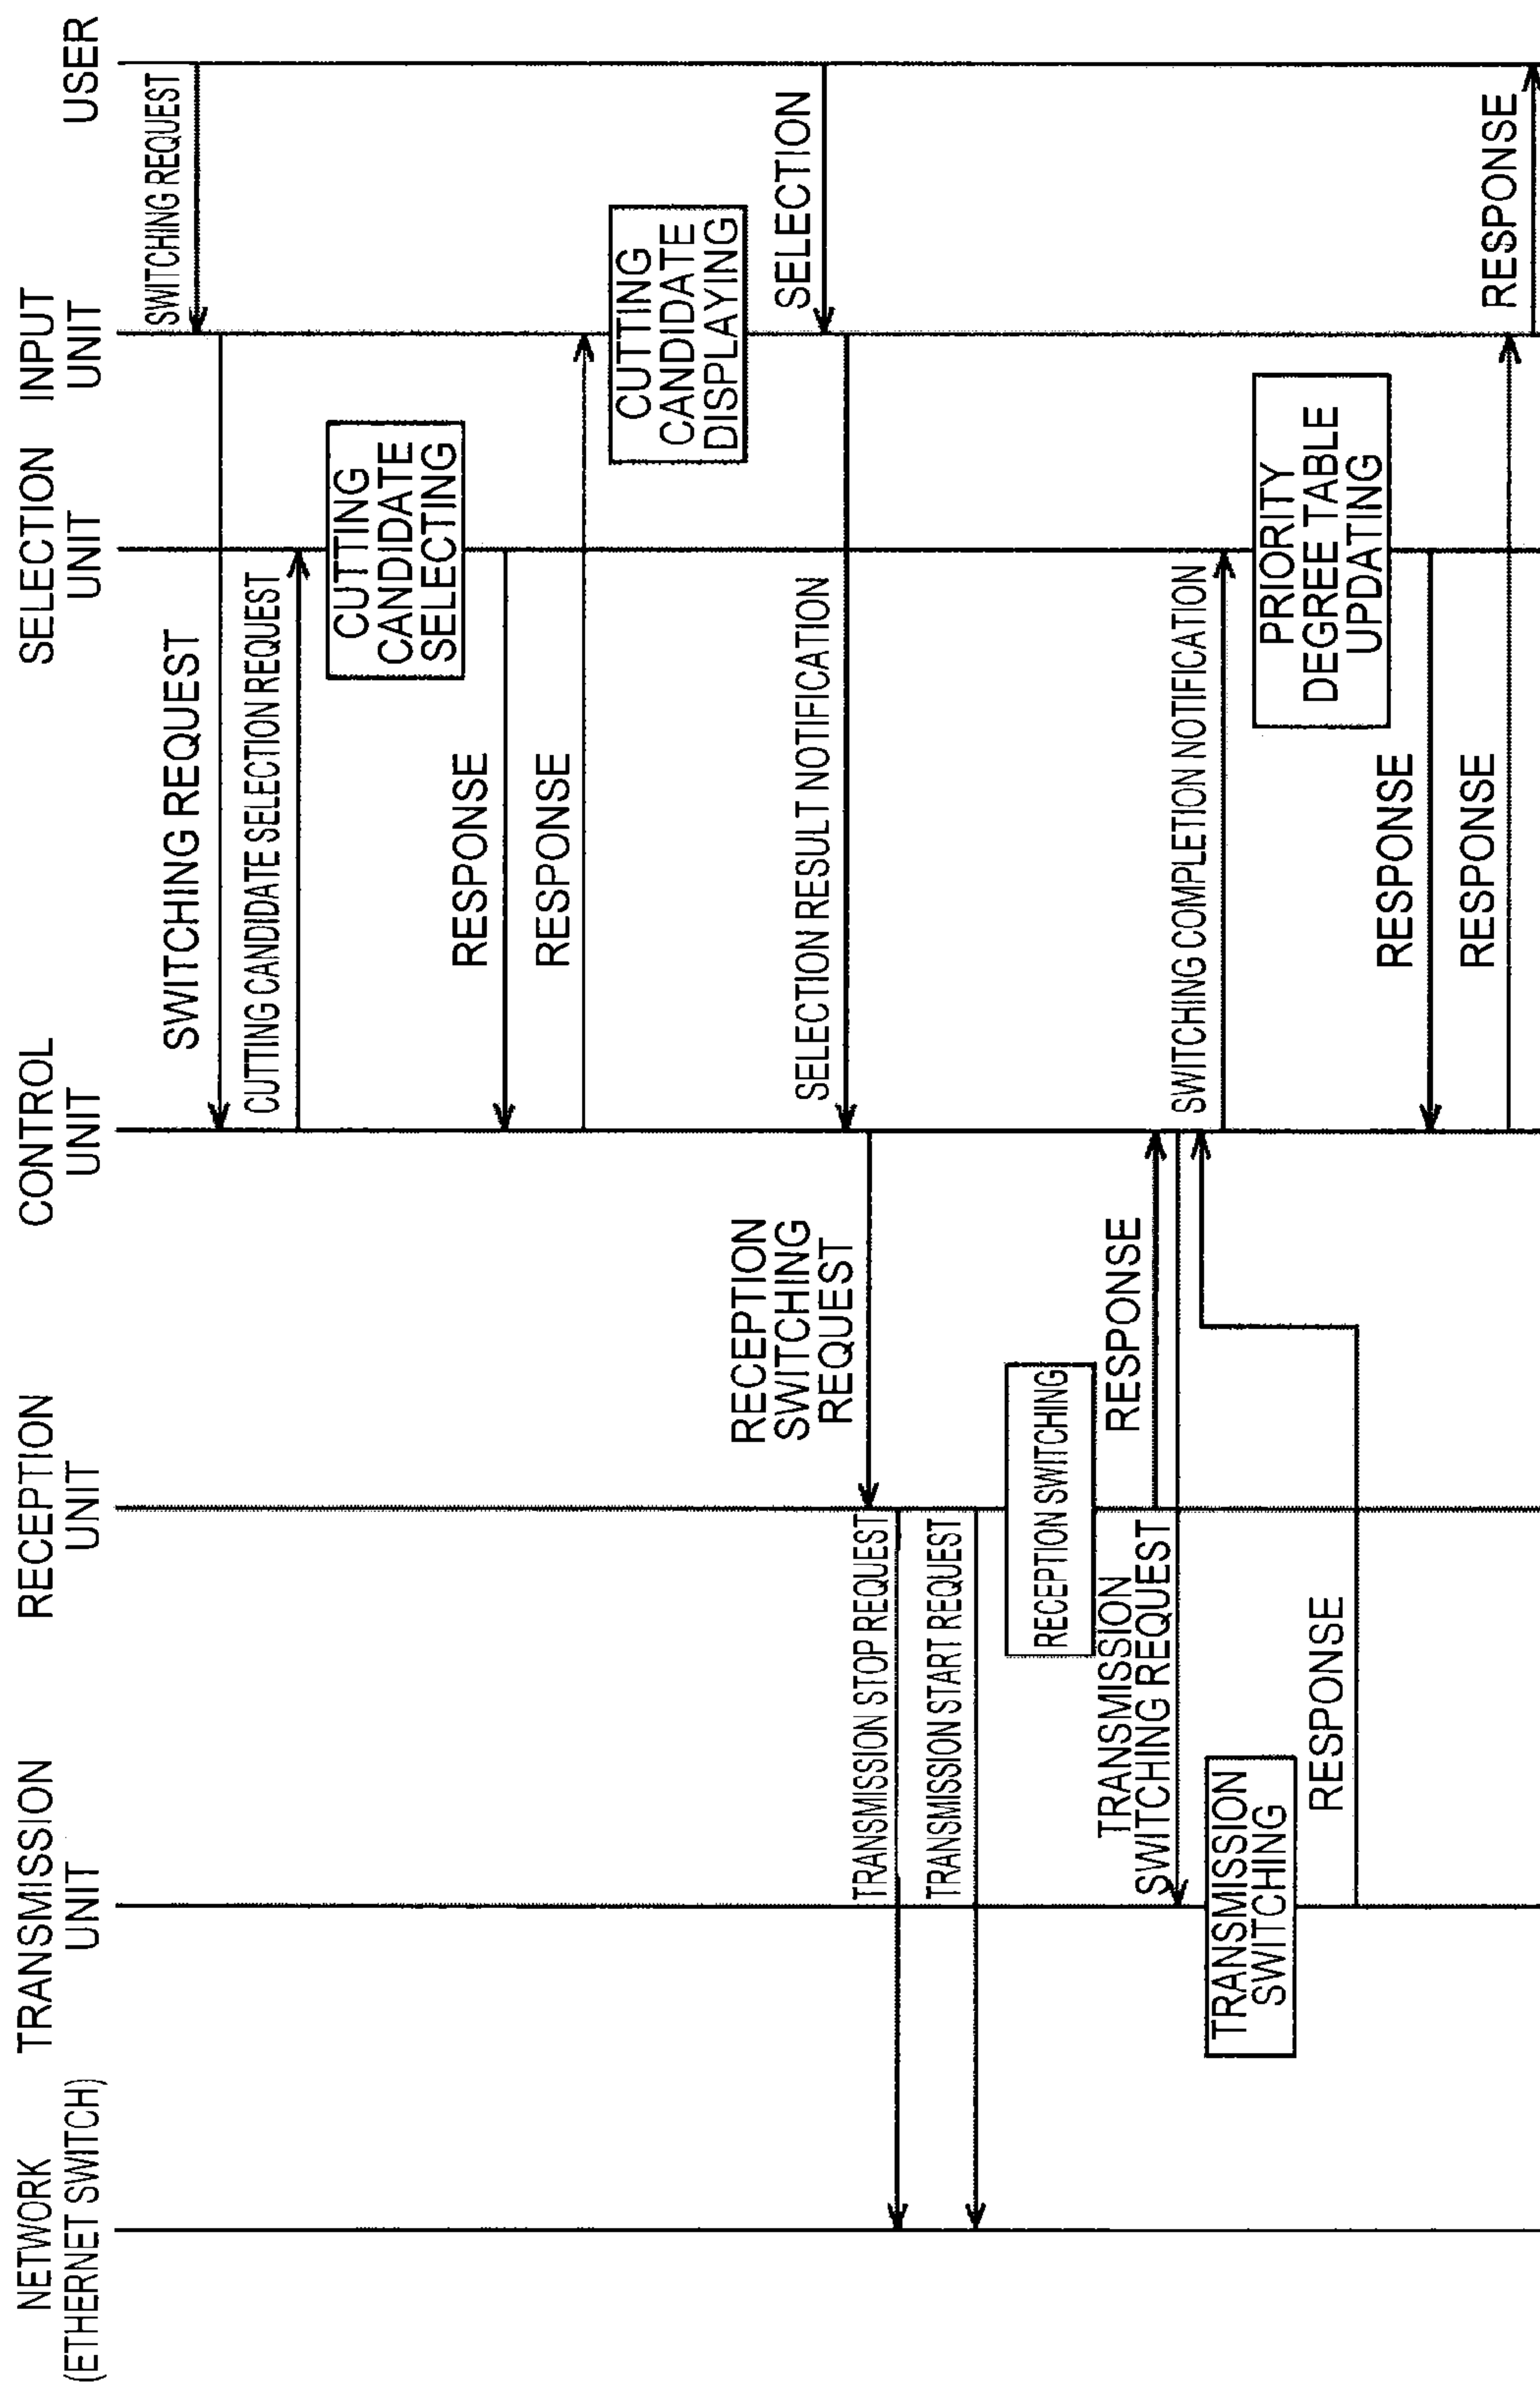 NETWORK
(ETHERNET SWITCH)
TRANSMISSION
UNIT
RECEPTION
UNIT
CONTROL
UNIT
SELECTION
UNIT
INPUT
UNIT
USER
SWITCHING REQUEST
SWITCHING REQUEST
CUTTING CANDIDATE SELECTION REQUEST
CUTTING
CANDIDATE
SELECTING
RESPONSE
RESPONSE
CUTTING
CANDIDATE
DISPLAYING
SELECTION
SELECTION RESULT NOTIFICATION
RECEPTION
SWITCHING
REQUEST
TRANSMISSION STOP REQUEST
TRANSMISSION START REQUEST
RECEPTION SWITCHING
RESPONSE
TRANSMISSION
SWITCHING REQUEST
TRANSMISSION
SWITCHING
RESPONSE
SWITCHING COMPLETION NOTIFICATION
PRIORITY
DEGREE TABLE
UPDATING
RESPONSE
RESPONSE
RESPONSE